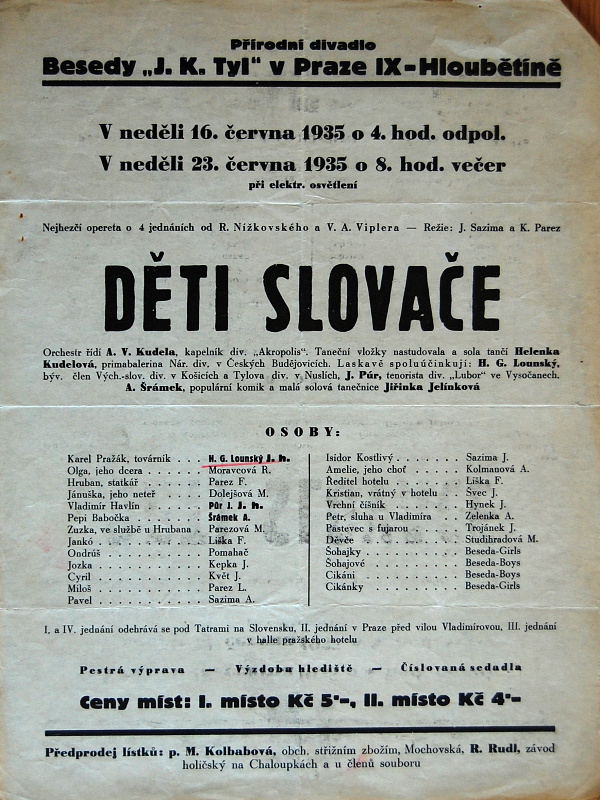 Přírodní divadlo
Besedy „J. K. Tyl" v Praze IX-Hloubětíně
V neděli 16. června 1935 o 4. hod. odpol.
V neděli 23. června 1935 o 8. hod. večer
při elektr. osvětlení
Nejhezčí opereta o 4 jednáních od R. Nížkovského a V. A. Viplera — Režie: J. Sazima a K. Parez
DĚTI SLOVAČE
Orchestr řídí A. V. Kudela, kapelník div. „Akropolis". Taneční vložky nastudovala a sola tančí Helenka
Kudelová, primabalerina Nár. div. v Českých Budějovicích. Laskavě spoluúčinkují: H. G. Lounský,
býv. člen Vých.-slov. div. v Košicích a Tylova div. v Nuslích, J. Púr, tenorista div. „Lubor" ve Vysočanech.
A. Šrámek, populární komik a malá solová tanečnice Jiřinka Jelínková
OSOBY:
Karel Pražák, továrník . . . H. G. Lounský J. h.
Olga, jeho dcera . . . . . . Moravcová R.
Hruban, statkář . . . . . . Parez F.
Jánuška, jeho neteř . . . . Dolejšová M.
Vladimír Havlín . . . . . . Půr J. J. h.
Pepi Babočka . . . . . . . Šrámek A.
Zuzka, ve službě u Hrubana . Parezová M.
Jankó . . . . . . . . . . Liška F.
Ondrúš . . . . . . . . . Pomahač
Jozka . . . . . . . . . . Kepka J.
Cyril . . . . . . . . . . Květ J.
Miloš . . . . . . . . . . Parez L.
Pavel . . . . . . . . . . Sazima A.
Isidor Kostlivý . . . . . . Sazima J.
Amelie, jeho choť . . . . . Kolmanová A.
Ředitel hotelu . . . . . . . Liška F.
Kristian, vrátný v hotelu . . Švec J.
Vrchní číšník . . . . . . . Hynek J.
Petr, sluha u Vladimíra . . Zelenka A.
Pastevec s fujarou . . . . . Trojánek J.
Děvče . . . . . . . . . . Studihradová M.
Šohajky . . . . . . . . . Beseda-Girls
Šohajové . . . . . . . . . Beseda-Boys
Cikáni . . . . . . . . . . Beseda-Boys
Cikánky . . . . . . . . . Beseda-Girls
I. a IV. jednání odehrává se pod Tatrami na Slovensku, II. jednání v Praze před vilou Vladimírovou, III. jednání
v halle pražského hotelu
Pestrá výprava — Výzdoba hlediště — Číslovaná sedadla
Ceny míst: I. místo Kč 5·-, II. místo Kč 4·-
Předprodej lístků: p. M. Kolbabová, obch. střižním zbožím, Mochovská, R. Rudl, závod
holičský na Chaloupkách a u členů souboru